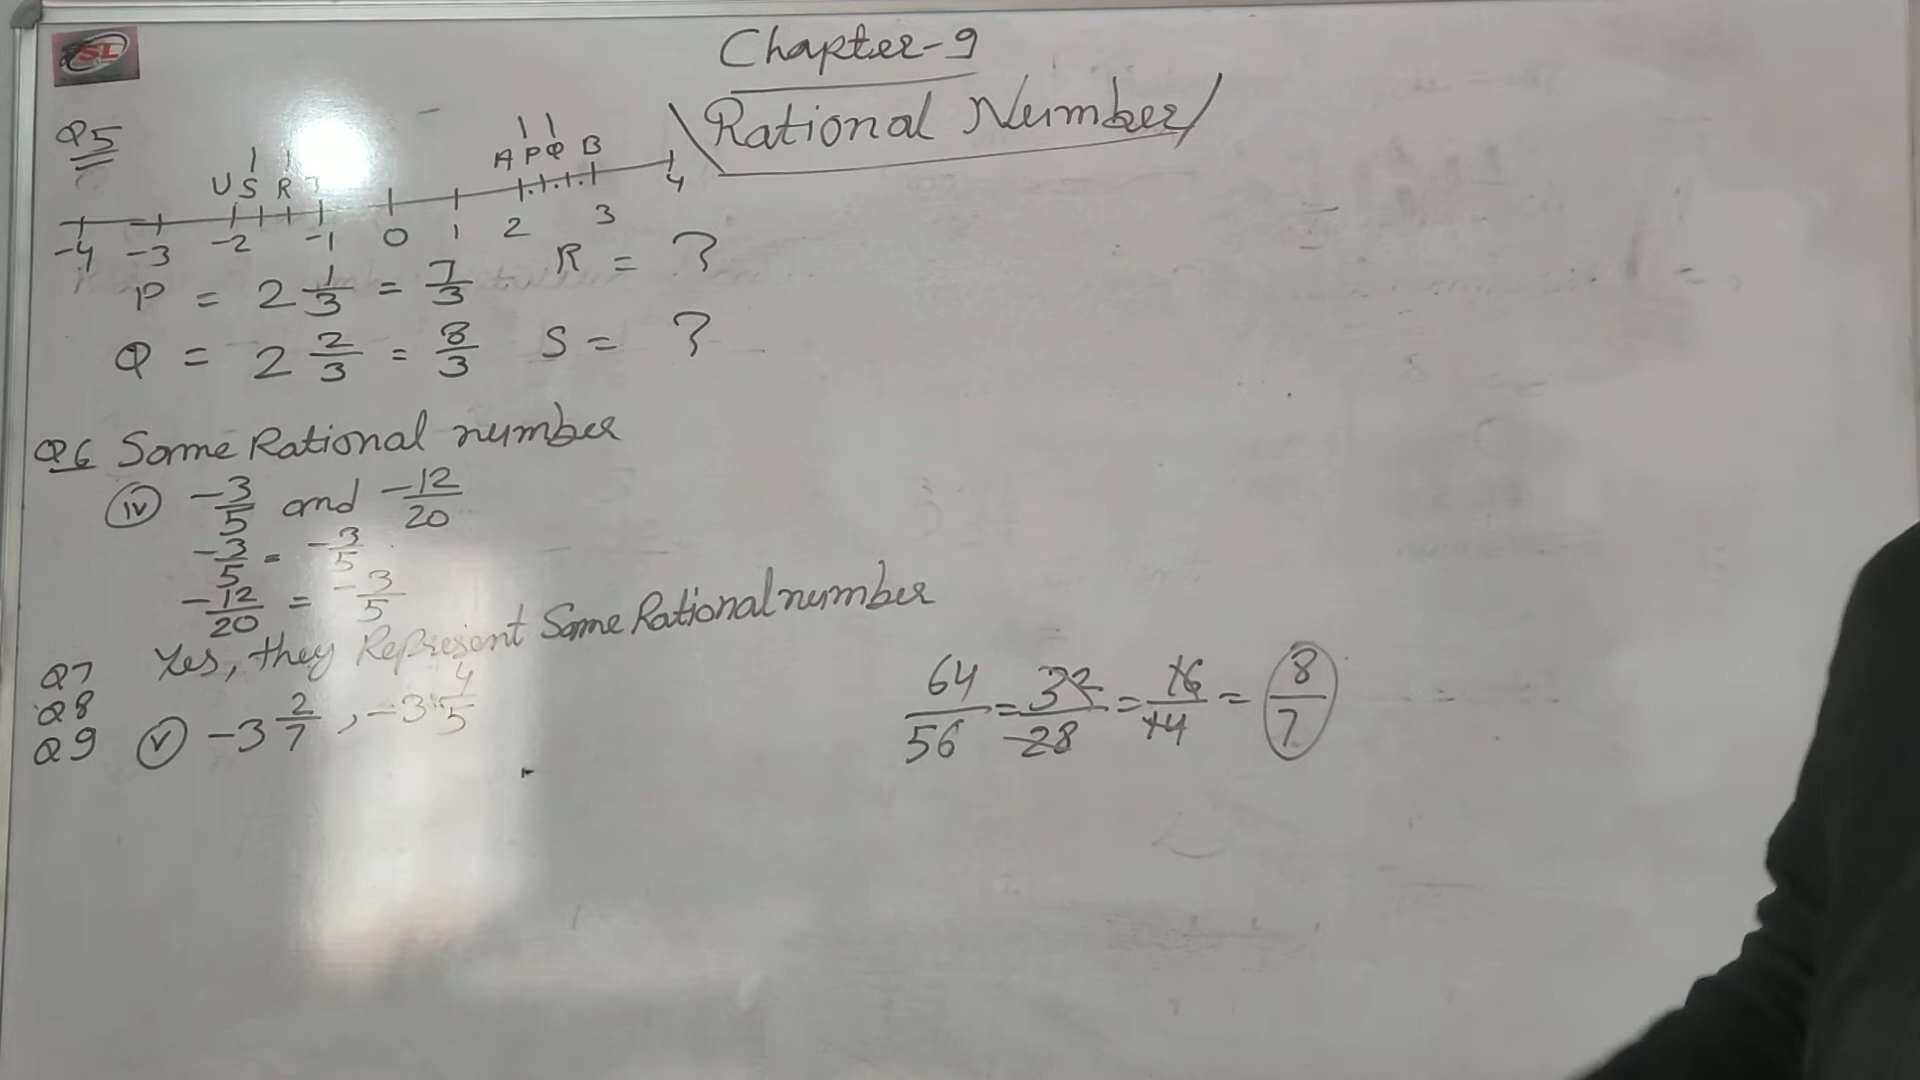 SL
Chapter-9
Rational Number
Q5
U S R A P Q B
-4 -3 -2 -1 0 1 2 3 4
P = 2 1/3 = 7/3 R = ?
Q = 2 2/3 = 8/3 S = ?
Q6 Same Rational number
(iv) -3/5 and -12/20
-3/5 = -3/5
-12/20 = -3/5
Yes, they Represent Same Rational number
Q7
Q8
Q9 (v) -3 2/7, -3 4/5
64/56 = 32/28 = 16/14 = 8/7